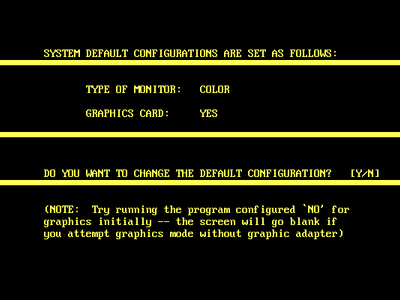 SYSTEM DEFAULT CONFIGURATIONS ARE SET AS FOLLOWS:
TYPE OF MONITOR: COLOR
GRAPHICS CARD: YES
DO YOU WANT TO CHANGE THE DEFAULT CONFIGURATION? [Y/N]
(NOTE: Try running the program configured `NO' for
graphics initially -- the screen will go blank if
you attempt graphics mode without graphic adapter)